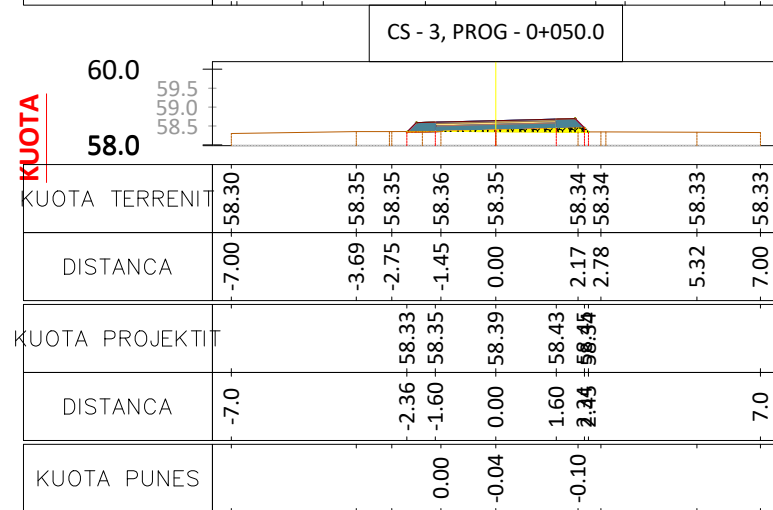 CS - 3, PROG - 0+050.0
KUOTA
60.0
59.5
59.0
58.5
58.0
KUOTA TERRENIT 58.30 58.35 58.35 58.36 58.35 58.34 58.34 58.33 58.33
DISTANCA -7.00 -3.69 -2.75 -1.45 0.00 2.17 2.78 5.32 7.00
KUOTA PROJEKTIT 58.33 58.35 58.39 58.43 58.45
DISTANCA -7.0 -2.36 -1.60 0.00 1.60 2.45 7.0
KUOTA PUNES 0.00 -0.04 -0.10